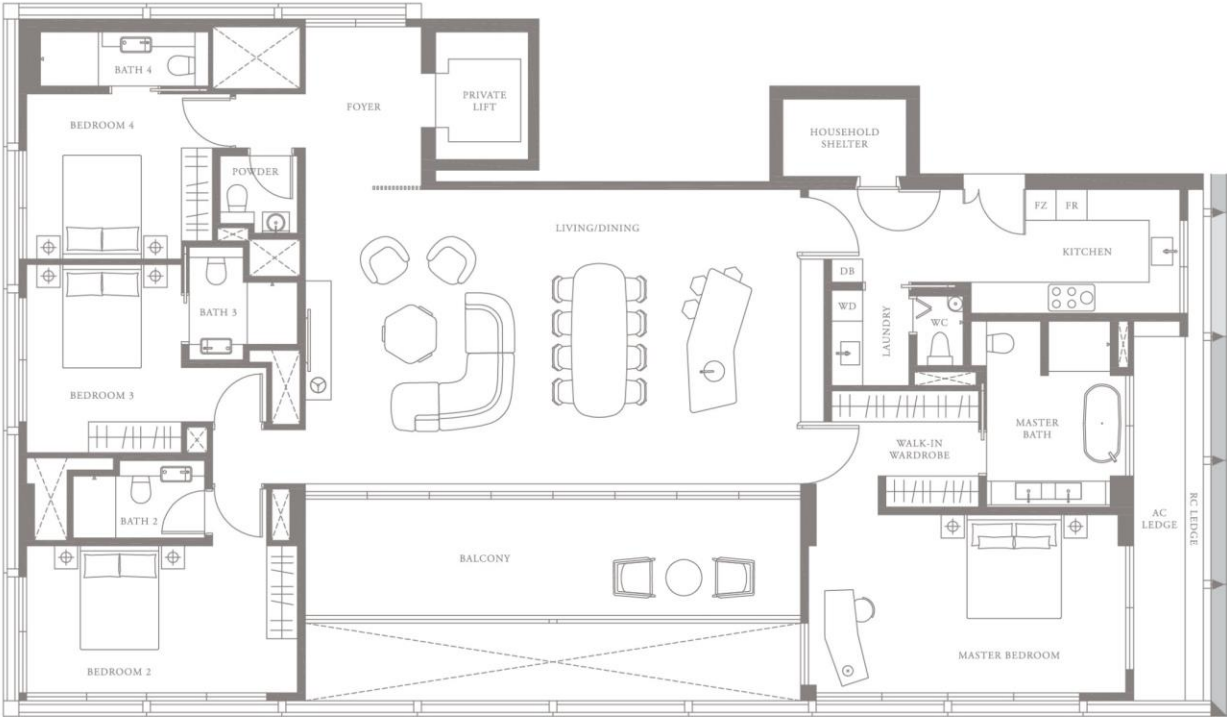 BATH 4
BEDROOM 4
FOYER
PRIVATE
LIFT
HOUSEHOLD
SHELTER
POWDER
FZ
FR
LIVING/DINING
KITCHEN
DB
BATH 3
WD
LAUNDRY
WC
BEDROOM 3
MASTER
BATH
WALK-IN
WARDROBE
BATH 2
AC
LEDGE
RC LEDGE
BALCONY
MASTER BEDROOM
BEDROOM 2